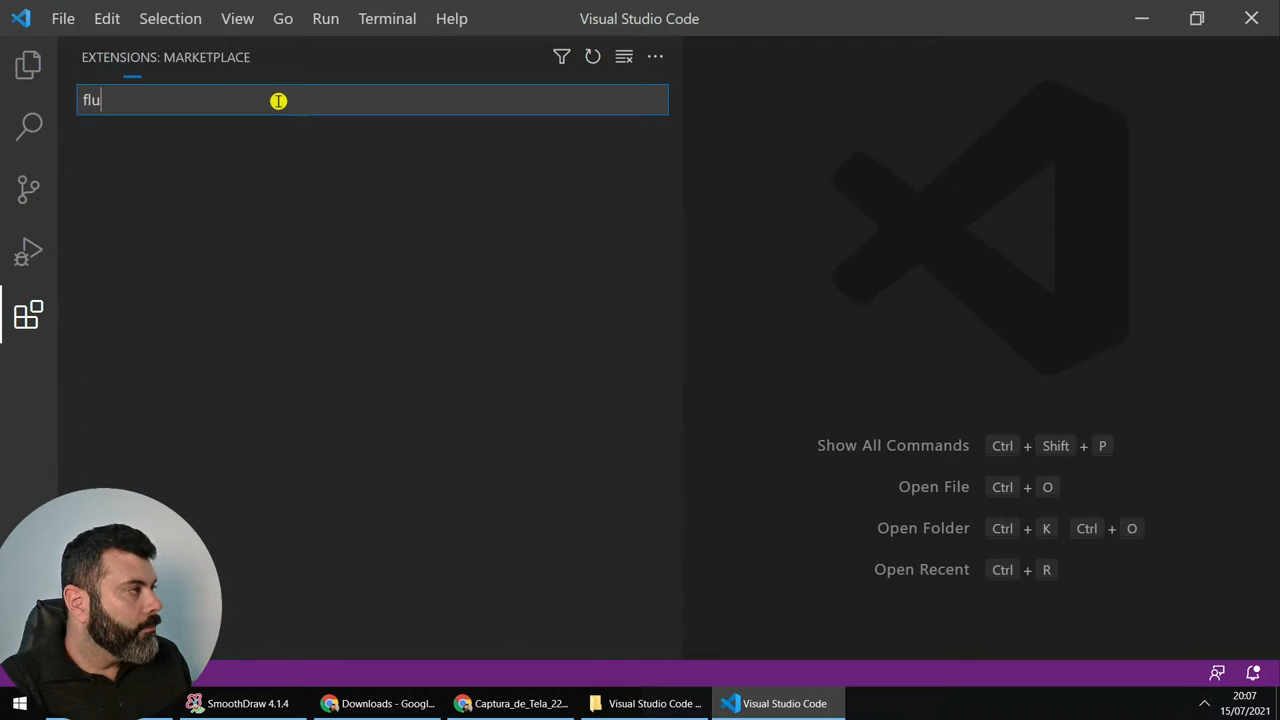 File Edit Selection View Go Run Terminal Help Visual Studio Code
EXTENSIONS: MARKETPLACE
flu
Show All Commands Ctrl + Shift + P
Open File Ctrl + O
Open Folder Ctrl + K Ctrl + O
Open Recent Ctrl + R
SmoothDraw 4.1.4 Downloads - Googl... Captura_de_Tela_22... Visual Studio Code ... Visual Studio Code
20:07
15/07/2021